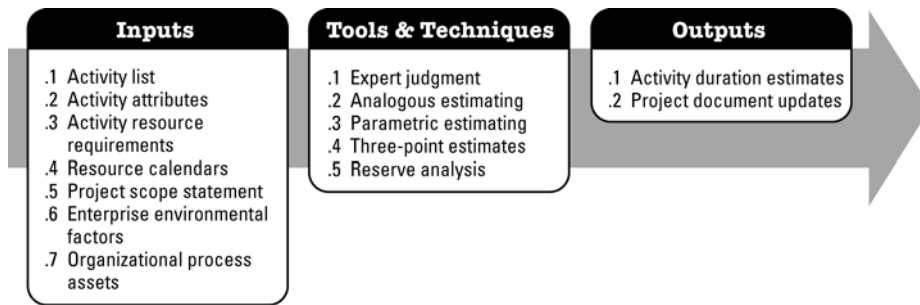 Inputs
.1 Activity list
.2 Activity attributes
.3 Activity resource
requirements
.4 Resource calendars
.5 Project scope statement
.6 Enterprise environmental
factors
.7 Organizational process
assets
Tools & Techniques
.1 Expert judgment
.2 Analogous estimating
.3 Parametric estimating
.4 Three-point estimates
.5 Reserve analysis
Outputs
.1 Activity duration estimates
.2 Project document updates